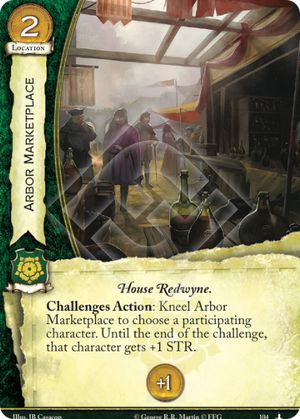 2
LOCATION
ARBOR MARKETPLACE
House Redwyne.
Challenges Action: Kneel Arbor
Marketplace to choose a participating
character. Until the end of the challenge,
that character gets +1 STR.
+1
Illus. JB Casacop
© George R.R. Martin © FFG
104